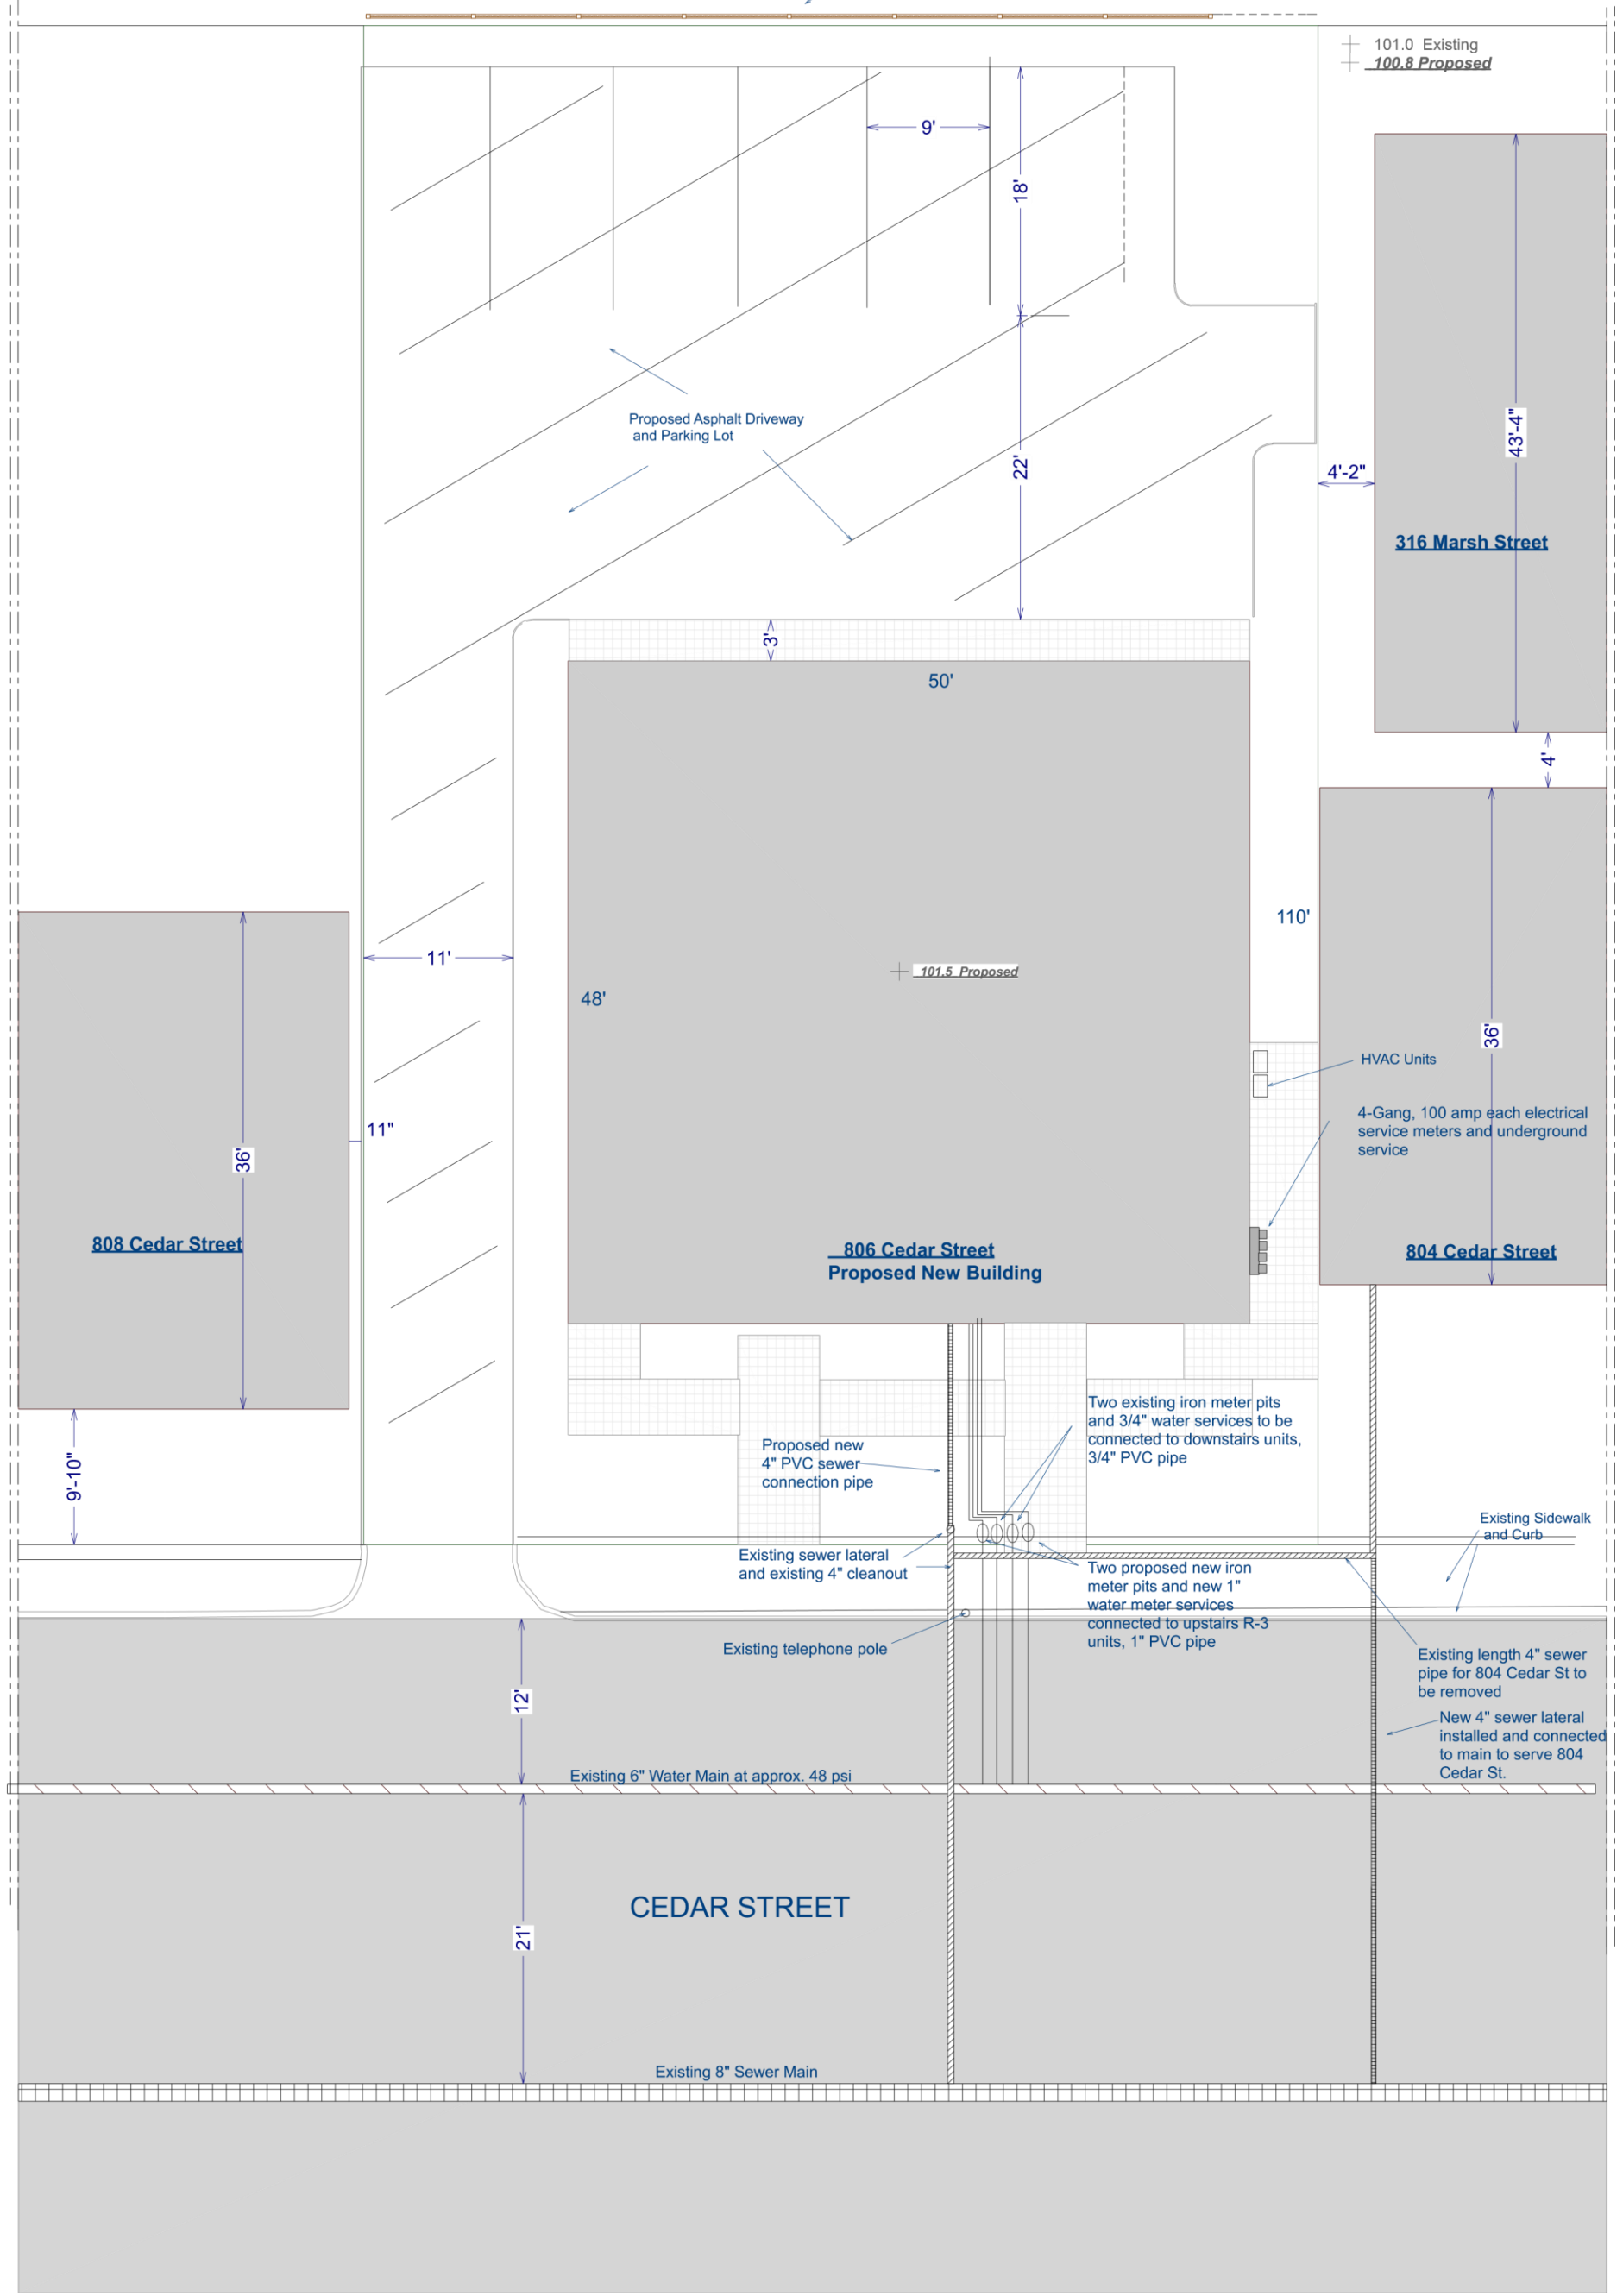 101.0  Existing
100.8 Proposed
9'
18'
Proposed Asphalt Driveway
and Parking Lot
22'
43'-4"
4'-2"
316 Marsh Street
3'
50'
4'
110'
11'
101.5  Proposed
48'
36'
HVAC Units
4-Gang, 100 amp each electrical
service meters and underground
service
11"
36'
808 Cedar Street
806 Cedar Street
Proposed New Building
804 Cedar Street
Two existing iron meter pits
and 3/4" water services to be
connected to downstairs units,
3/4" PVC pipe
Proposed new
4" PVC sewer
connection pipe
9'-10"
Existing Sidewalk
and Curb
Existing sewer lateral
and existing 4" cleanout
Two proposed new iron
meter pits and new 1"
water meter services
connected to upstairs R-3
units, 1" PVC pipe
Existing telephone pole
Existing length 4" sewer
pipe for 804 Cedar St to
be removed
12'
New 4" sewer lateral
installed and connected
to main to serve 804
Cedar St.
Existing 6" Water Main at approx. 48 psi
CEDAR STREET
21'
Existing 8" Sewer Main